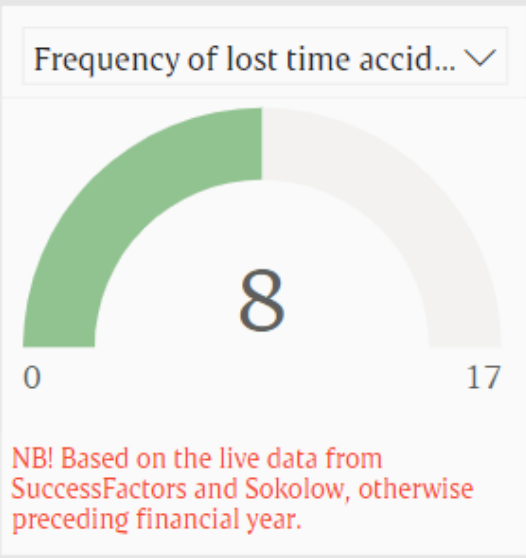 Frequency of lost time accid...
8
0
17
NB! Based on the live data from
SuccessFactors and Sokolow, otherwise
preceding financial year.